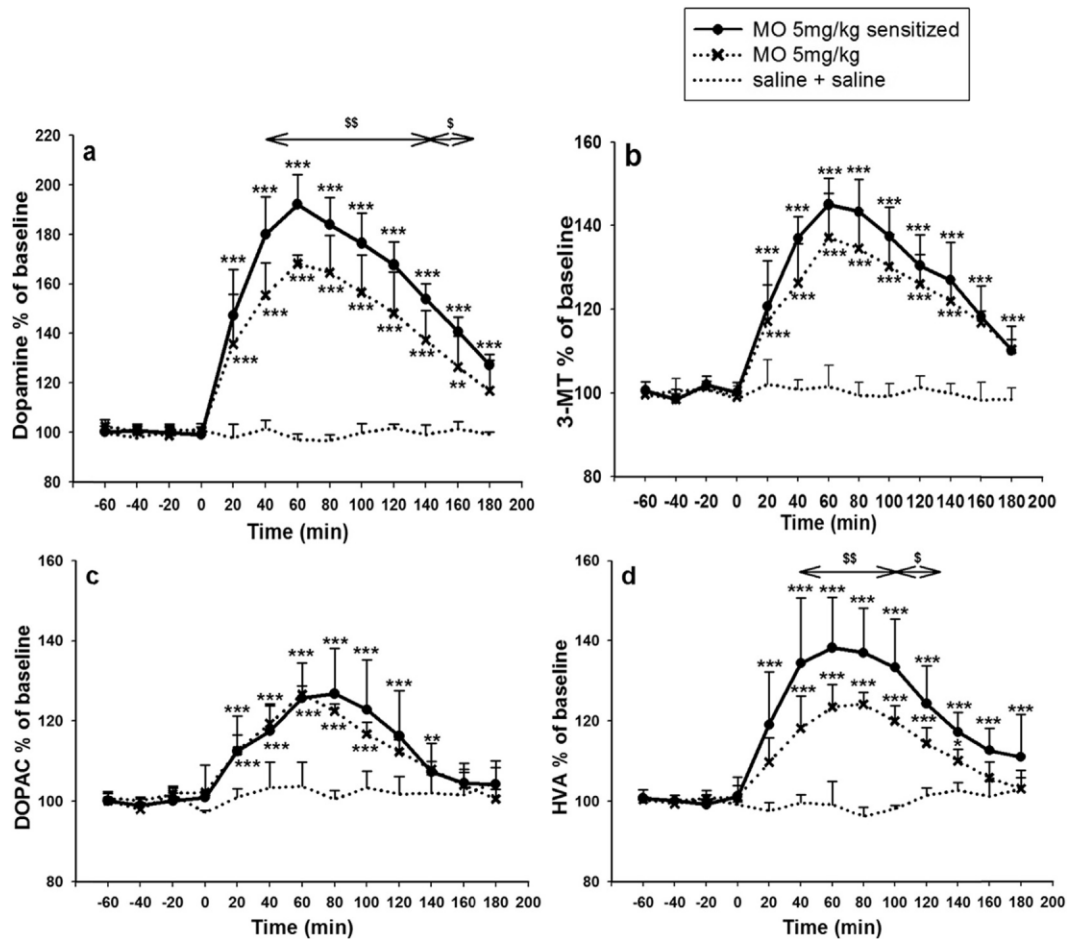 MO 5mg/kg sensitized
MO 5mg/kg
saline + saline
a
$$ $
220
200
180
160
140
120
100
80
Dopamine % of baseline
*** *** *** *** *** *** *** *** ***
*** *** *** *** *** *** *** **
-60 -40 -20 0 20 40 60 80 100 120 140 160 180 200
Time (min)
b
160
140
120
100
80
3-MT % of baseline
*** *** *** *** *** *** *** *** ***
*** *** *** *** *** *** ***
-60 -40 -20 0 20 40 60 80 100 120 140 160 180 200
Time (min)
c
160
140
120
100
80
DOPAC % of baseline
*** *** *** *** *** *** **
*** *** *** *** ***
-60 -40 -20 0 20 40 60 80 100 120 140 160 180 200
Time (min)
d
$$ $
160
140
120
100
80
HVA % of baseline
*** *** *** *** *** *** *** *** ***
*** *** *** *** *** *
-60 -40 -20 0 20 40 60 80 100 120 140 160 180 200
Time (min)